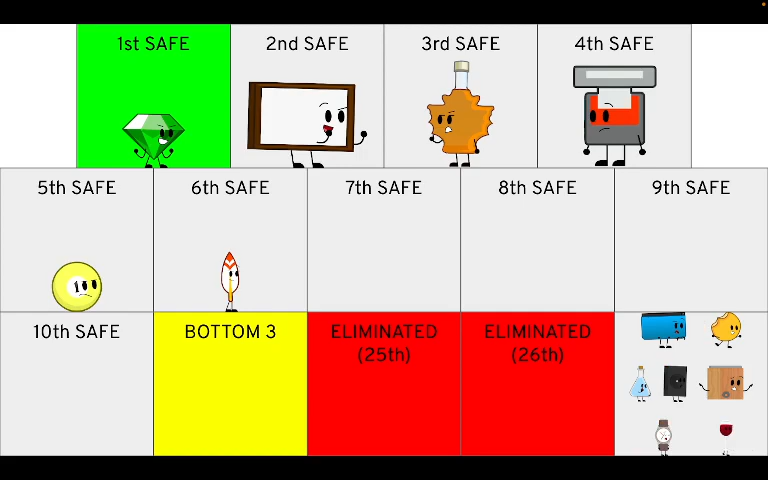 1st SAFE
2nd SAFE
3rd SAFE
4th SAFE
5th SAFE
6th SAFE
7th SAFE
8th SAFE
9th SAFE
10th SAFE
BOTTOM 3
ELIMINATED
(25th)
ELIMINATED
(26th)